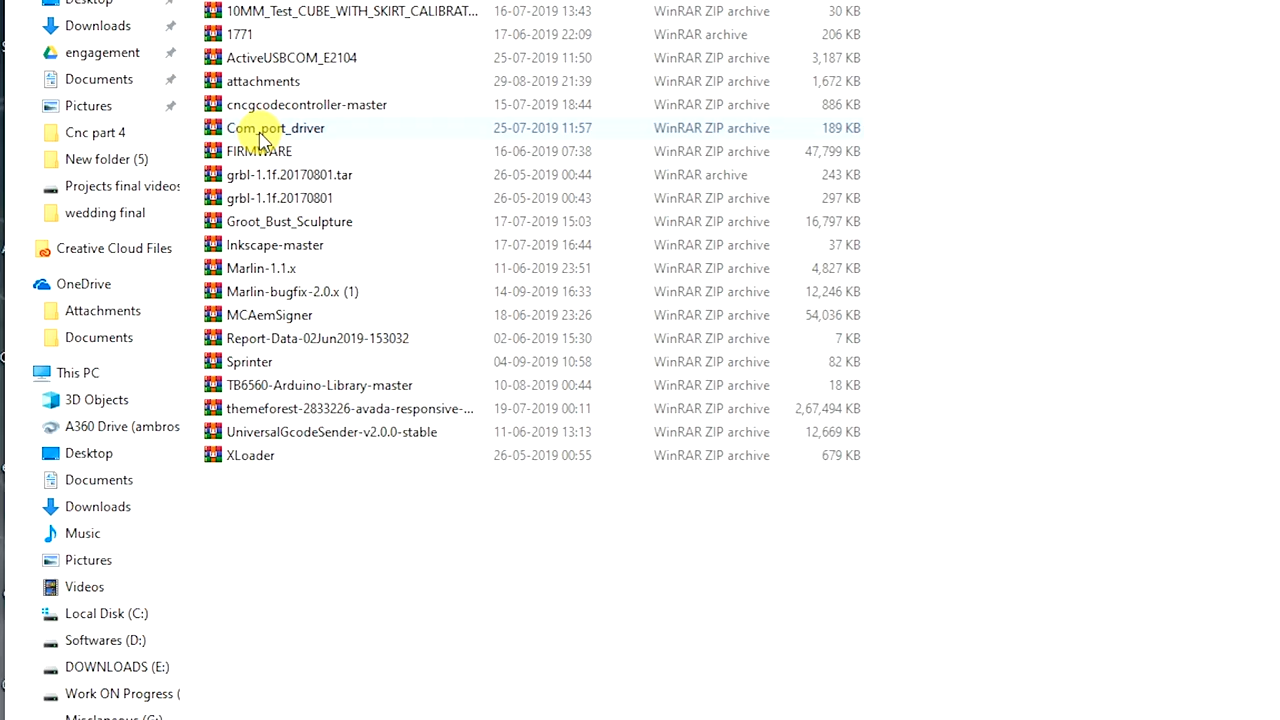 Desktop
Downloads
engagement
Documents
Pictures
Cnc part 4
New folder (5)
Projects final videos
wedding final
Creative Cloud Files
OneDrive
Attachments
Documents
This PC
3D Objects
A360 Drive (ambros
Desktop
Documents
Downloads
Music
Pictures
Videos
Local Disk (C:)
Softwares (D:)
DOWNLOADS (E:)
Work ON Progress (
Misclaneous (G:)
10MM_Test_CUBE_WITH_SKIRT_CALIBRAT... 16-07-2019 13:43 WinRAR ZIP archive 30 KB
1771 17-06-2019 22:09 WinRAR archive 206 KB
ActiveUSBCOM_E2104 25-07-2019 11:50 WinRAR ZIP archive 3,187 KB
attachments 29-08-2019 21:39 WinRAR ZIP archive 1,672 KB
cncgcodecontroller-master 15-07-2019 18:44 WinRAR ZIP archive 886 KB
Com_port_driver 25-07-2019 11:57 WinRAR ZIP archive 189 KB
FIRMWARE 16-06-2019 07:38 WinRAR ZIP archive 47,799 KB
grbl-1.1f.20170801.tar 26-05-2019 00:44 WinRAR archive 243 KB
grbl-1.1f.20170801 26-05-2019 00:43 WinRAR ZIP archive 297 KB
Groot_Bust_Sculpture 17-07-2019 15:03 WinRAR ZIP archive 16,797 KB
Inkscape-master 17-07-2019 16:44 WinRAR ZIP archive 37 KB
Marlin-1.1.x 11-06-2019 23:51 WinRAR ZIP archive 4,827 KB
Marlin-bugfix-2.0.x (1) 14-09-2019 16:33 WinRAR ZIP archive 12,246 KB
MCAemSigner 18-06-2019 23:26 WinRAR ZIP archive 54,036 KB
Report-Data-02Jun2019-153032 02-06-2019 15:30 WinRAR ZIP archive 7 KB
Sprinter 04-09-2019 10:58 WinRAR ZIP archive 82 KB
TB6560-Arduino-Library-master 10-08-2019 00:44 WinRAR ZIP archive 18 KB
themeforest-2833226-avada-responsive-... 19-07-2019 00:11 WinRAR ZIP archive 2,67,494 KB
UniversalGcodeSender-v2.0.0-stable 11-06-2019 13:13 WinRAR ZIP archive 12,669 KB
XLoader 26-05-2019 00:55 WinRAR ZIP archive 679 KB